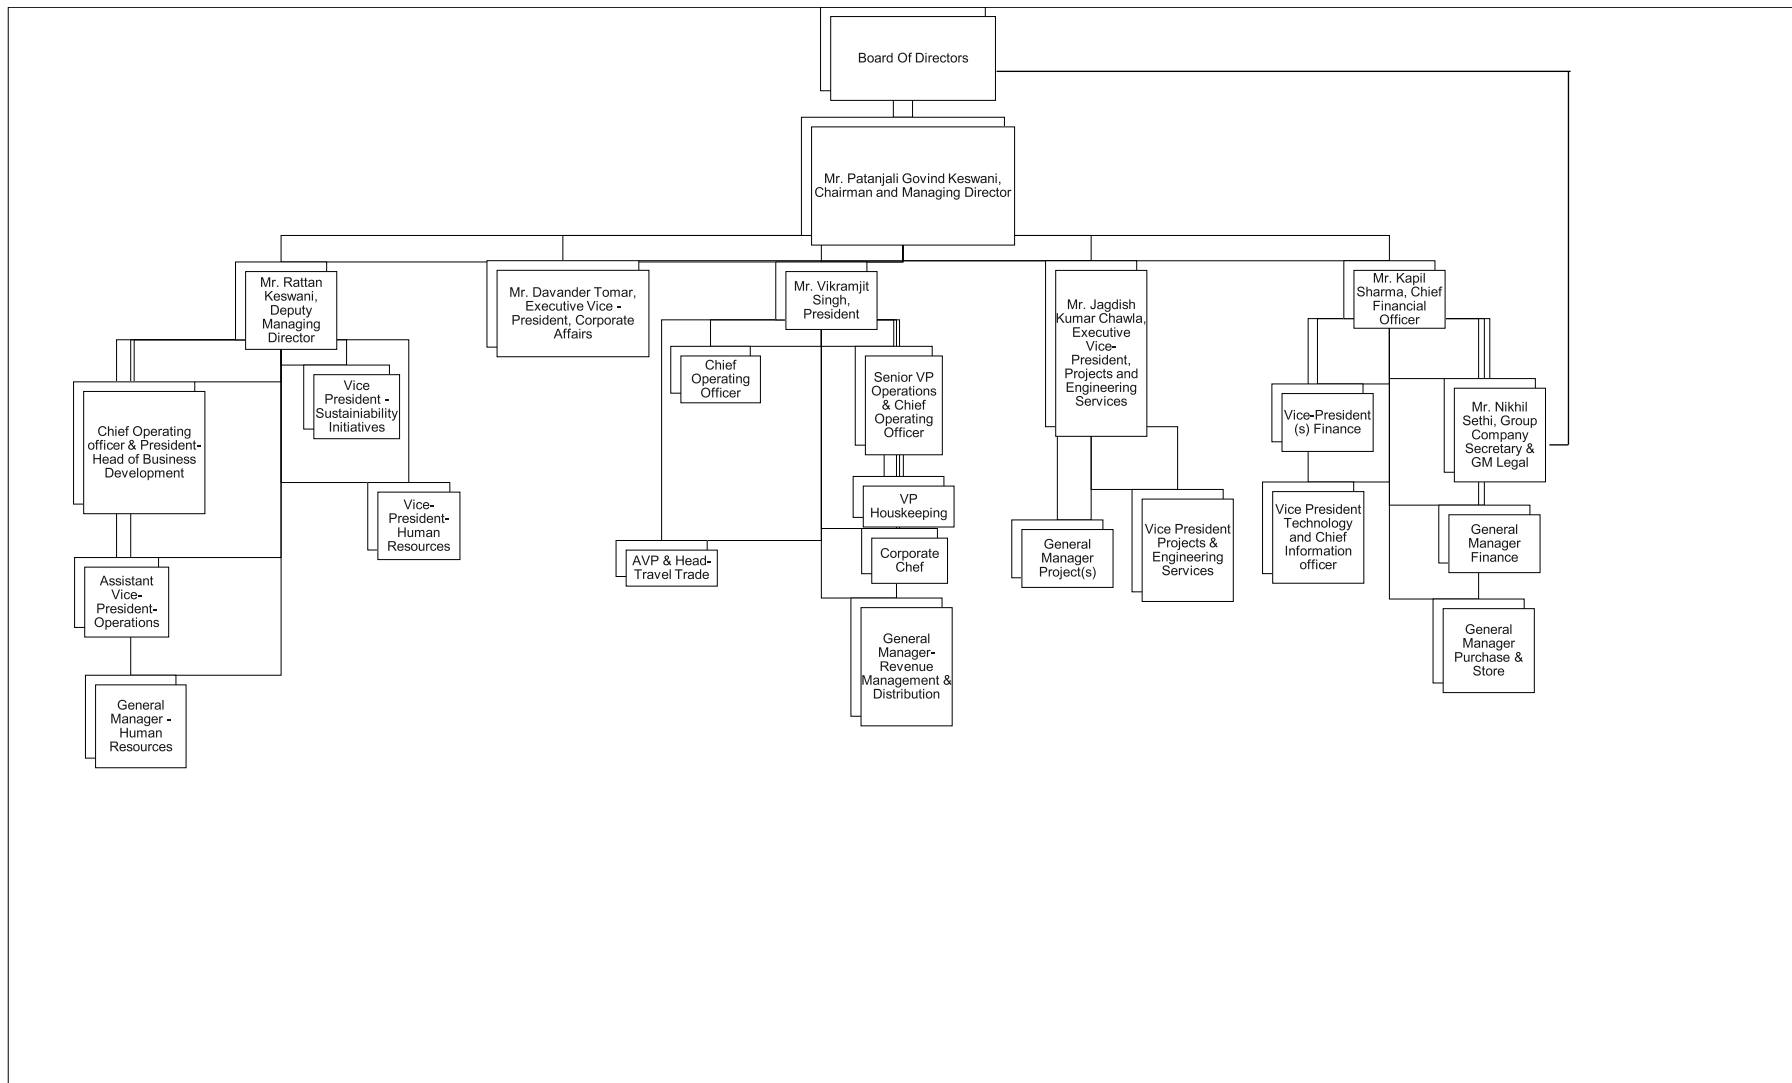 Board Of Directors
Mr. Patanjali Govind Keswani,
Chairman and Managing Director
Mr. Rattan
Keswani,
Deputy
Managing
Director
Mr. Davander Tomar,
Executive Vice -
President, Corporate
Affairs
Mr. Vikramjit
Singh,
President
Mr. Jagdish
Kumar Chawla,
Executive
Vice-
President,
Projects and
Engineering
Services
Mr. Kapil
Sharma, Chief
Financial
Officer
Chief Operating
officer & President-
Head of Business
Development
Vice
President -
Sustainiability
Initiatives
Vice-
President-
Human
Resources
Assistant
Vice-
President-
Operations
General
Manager -
Human
Resources
Chief
Operating
Officer
Senior VP
Operations
& Chief
Operating
Officer
VP
Houskeeping
AVP & Head-
Travel Trade
Corporate
Chef
General
Manager-
Revenue
Management &
Distribution
General
Manager
Project(s)
Vice President
Projects &
Engineering
Services
Vice-President
(s) Finance
Mr. Nikhil
Sethi, Group
Company
Secretary &
GM Legal
Vice President
Technology
and Chief
Information
officer
General
Manager
Finance
General
Manager
Purchase &
Store